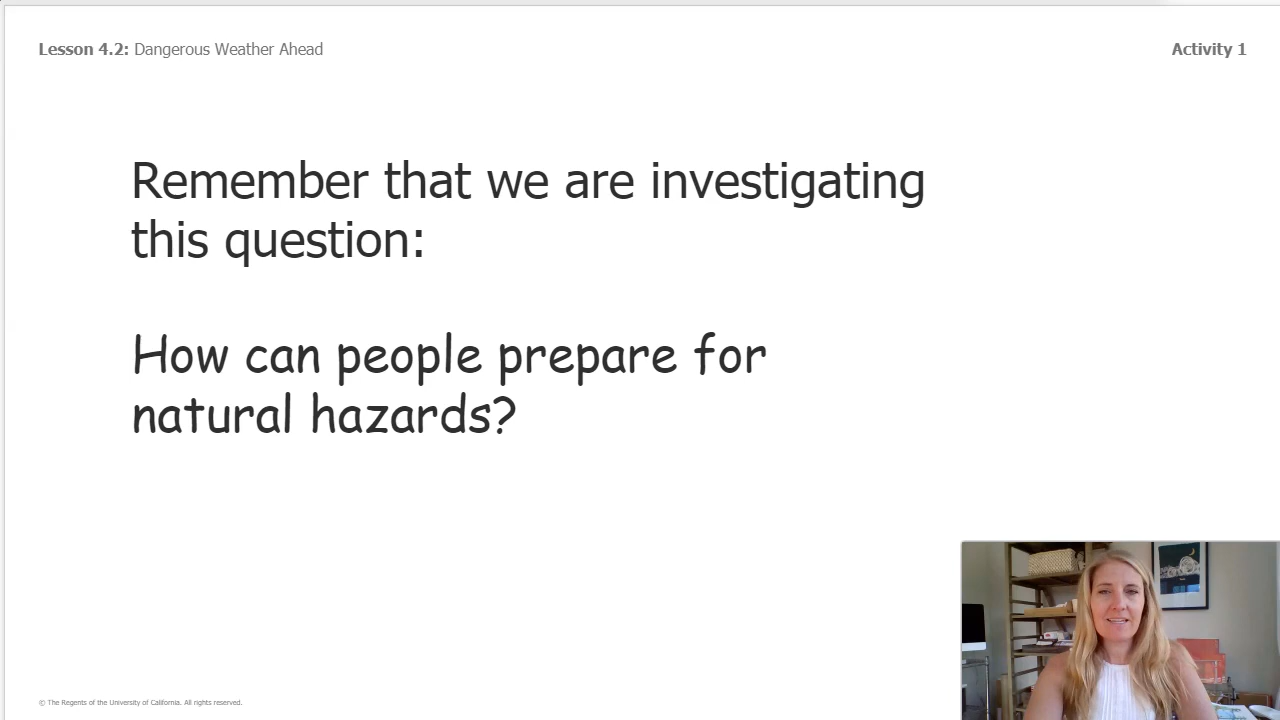 Lesson 4.2: Dangerous Weather Ahead
Activity 1
Remember that we are investigating
this question:
How can people prepare for
natural hazards?
© The Regents of the University of California. All rights reserved.